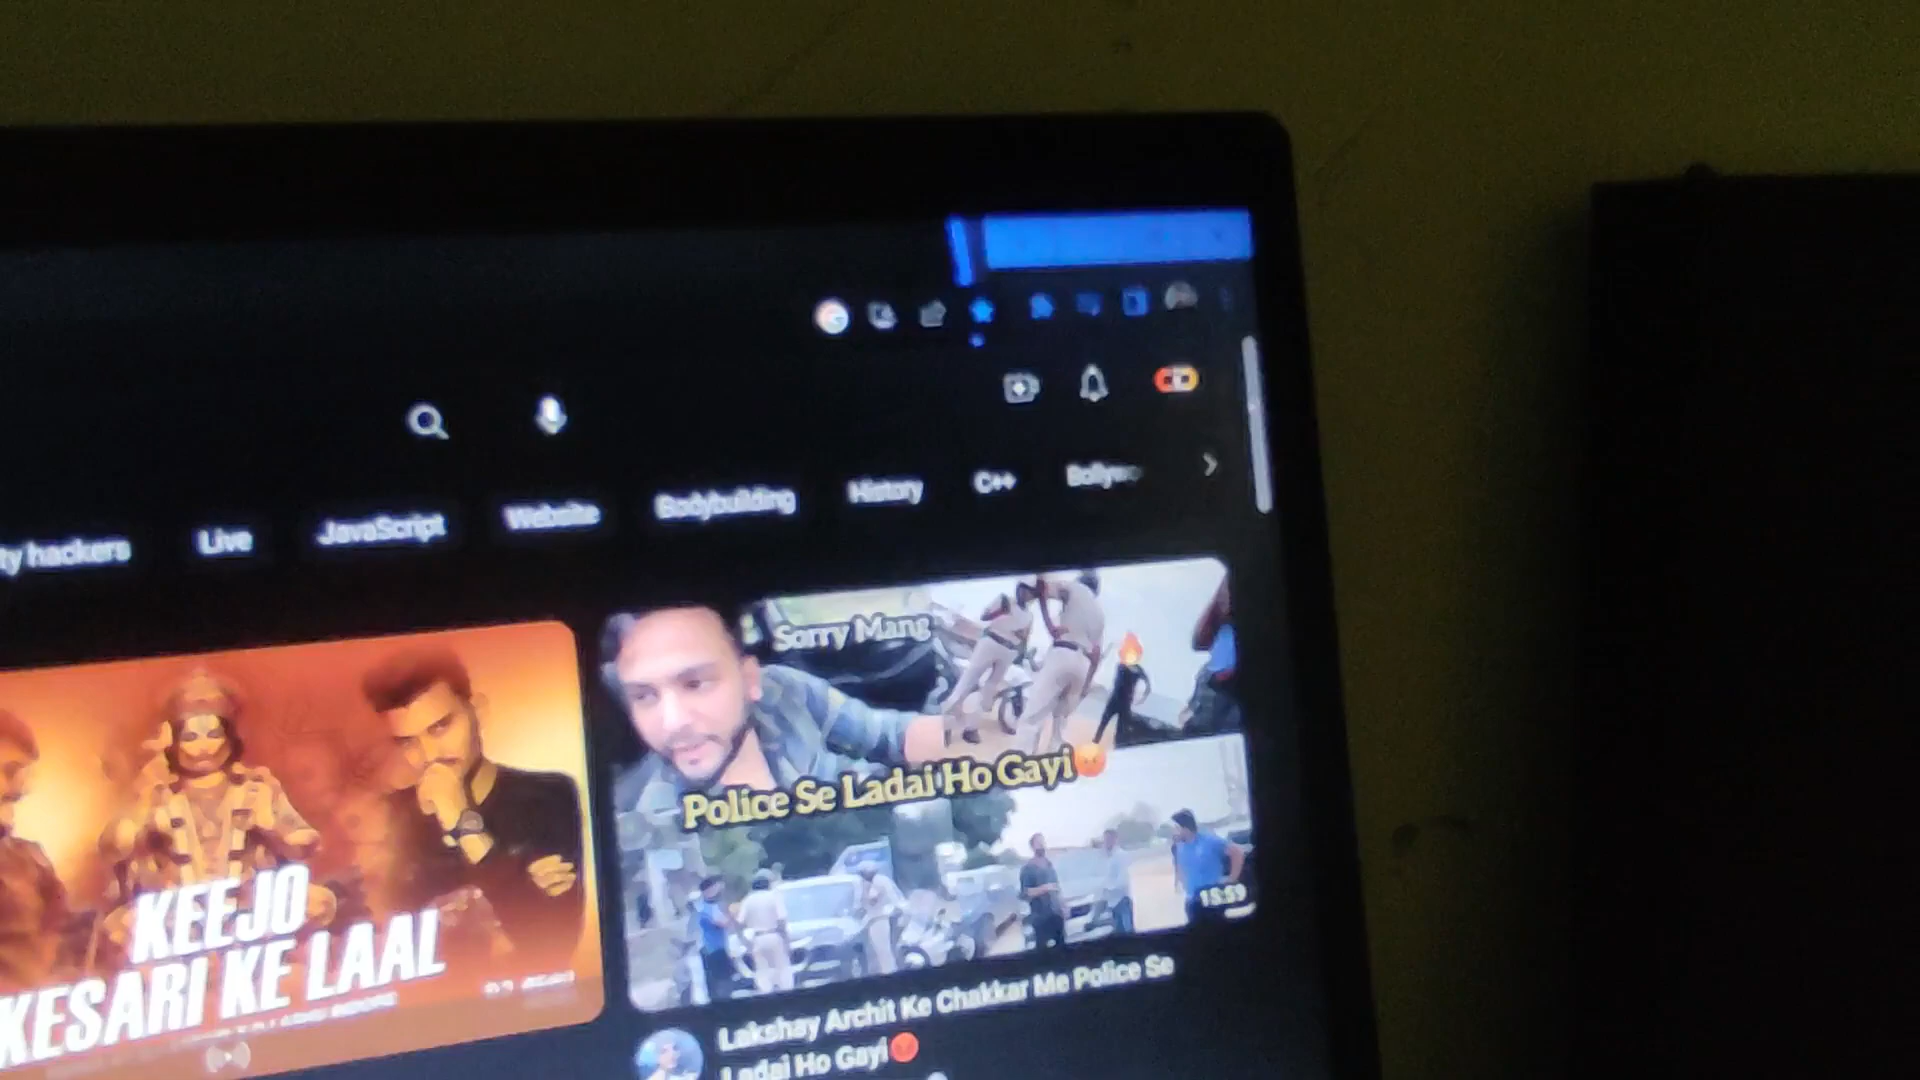 ty hackers
Live
JavaScript
Website
Bodybuilding
History
C++
Bollyw
KEEJO
KESARI KE LAAL
Sorry Mang
Police Se Ladai Ho Gayi
15:59
Lakshay Archit Ke Chakkar Me Police Se
Ladai Ho Gayi